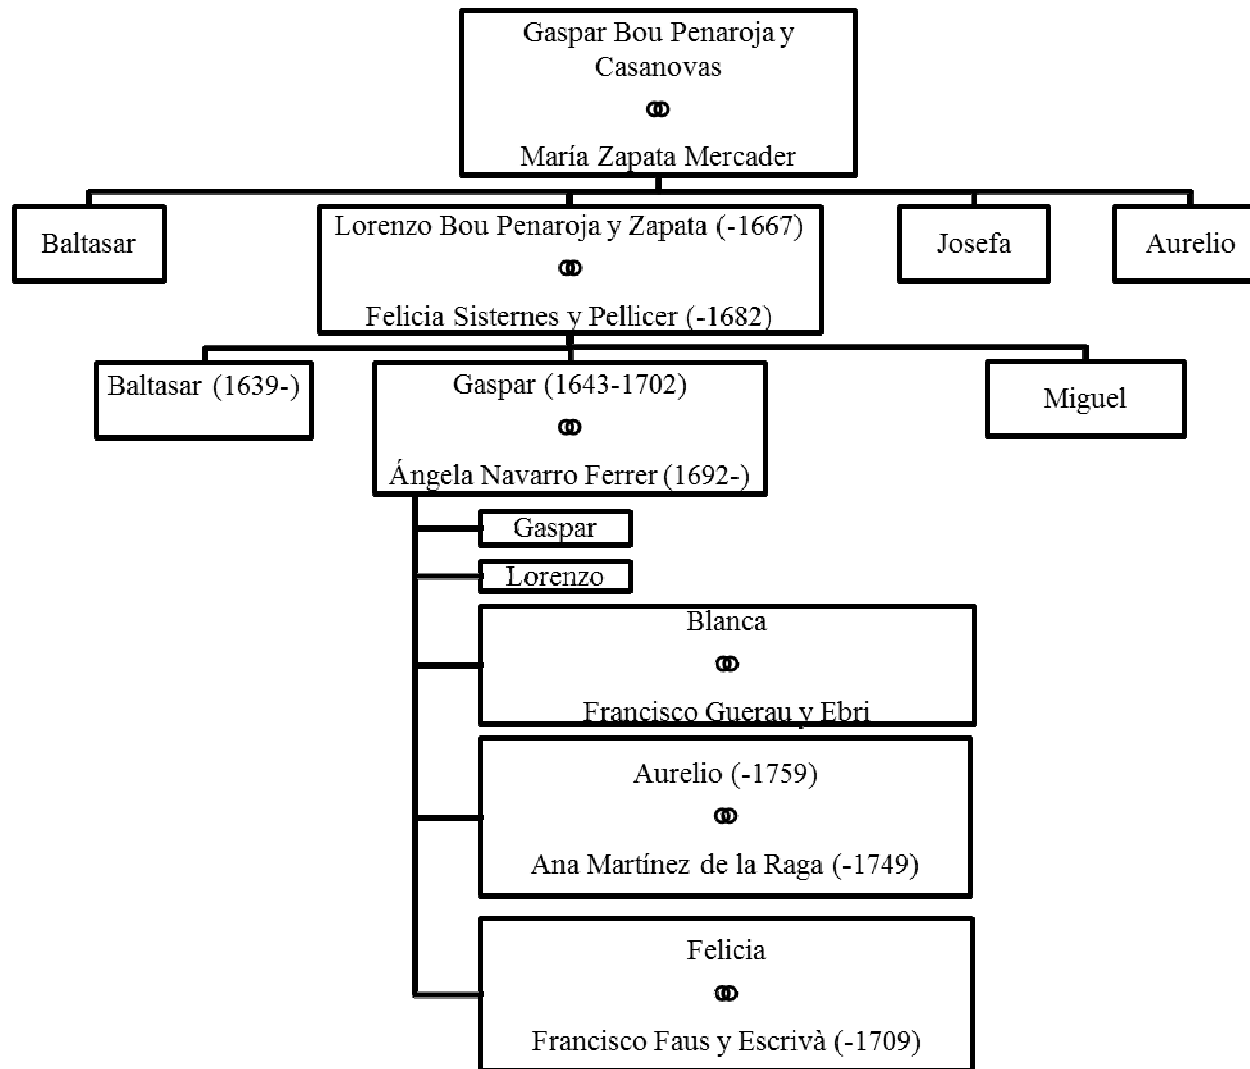 Gaspar Bou Penaroja y
Casanovas
María Zapata Mercader
Baltasar
Lorenzo Bou Penaroja y Zapata (-1667)
Felicia Sisternes y Pellicer (-1682)
Josefa
Aurelio
Baltasar (1639-)
Gaspar (1643-1702)
Ángela Navarro Ferrer (1692-)
Miguel
Gaspar
Lorenzo
Blanca
Francisco Guerau y Ebri
Aurelio (-1759)
Ana Martínez de la Raga (-1749)
Felicia
Francisco Faus y Escrivà (-1709)